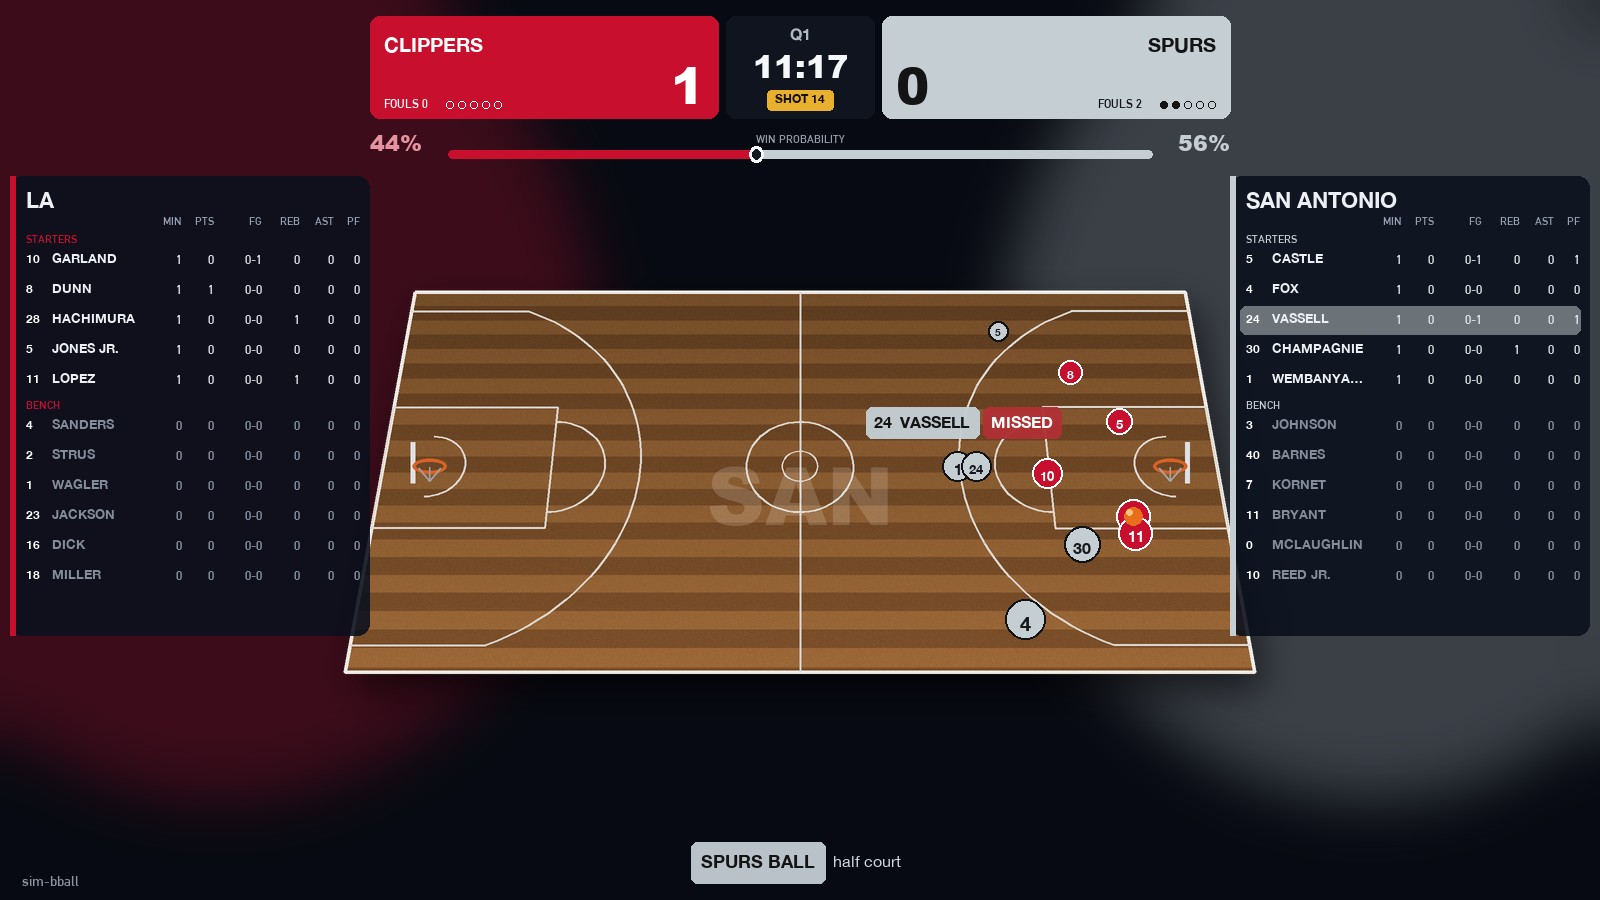 CLIPPERS
1
FOULS 0
Q1
11:17
SHOT 14
SPURS
0
FOULS 2
44%
WIN PROBABILITY
56%
LA
MIN PTS FG REB AST PF
STARTERS
10 GARLAND 1 0 0-1 0 0 0
8 DUNN 1 1 0-0 0 0 0
28 HACHIMURA 1 0 0-0 1 0 0
5 JONES JR. 1 0 0-0 0 0 0
11 LOPEZ 1 0 0-0 1 0 0
BENCH
4 SANDERS 0 0 0-0 0 0 0
2 STRUS 0 0 0-0 0 0 0
1 WAGLER 0 0 0-0 0 0 0
23 JACKSON 0 0 0-0 0 0 0
16 DICK 0 0 0-0 0 0 0
18 MILLER 0 0 0-0 0 0 0
SAN ANTONIO
MIN PTS FG REB AST PF
STARTERS
5 CASTLE 1 0 0-1 0 0 1
4 FOX 1 0 0-0 0 0 0
24 VASSELL 1 0 0-1 0 0 1
30 CHAMPAGNIE 1 0 0-0 1 0 0
1 WEMBANYA... 1 0 0-0 0 0 0
BENCH
3 JOHNSON 0 0 0-0 0 0 0
40 BARNES 0 0 0-0 0 0 0
7 KORNET 0 0 0-0 0 0 0
11 BRYANT 0 0 0-0 0 0 0
0 MCLAUGHLIN 0 0 0-0 0 0 0
10 REED JR. 0 0 0-0 0 0 0
5
8
24 VASSELL MISSED
5
1 24
10
SAN
11
30
4
SPURS BALL half court
sim-bball